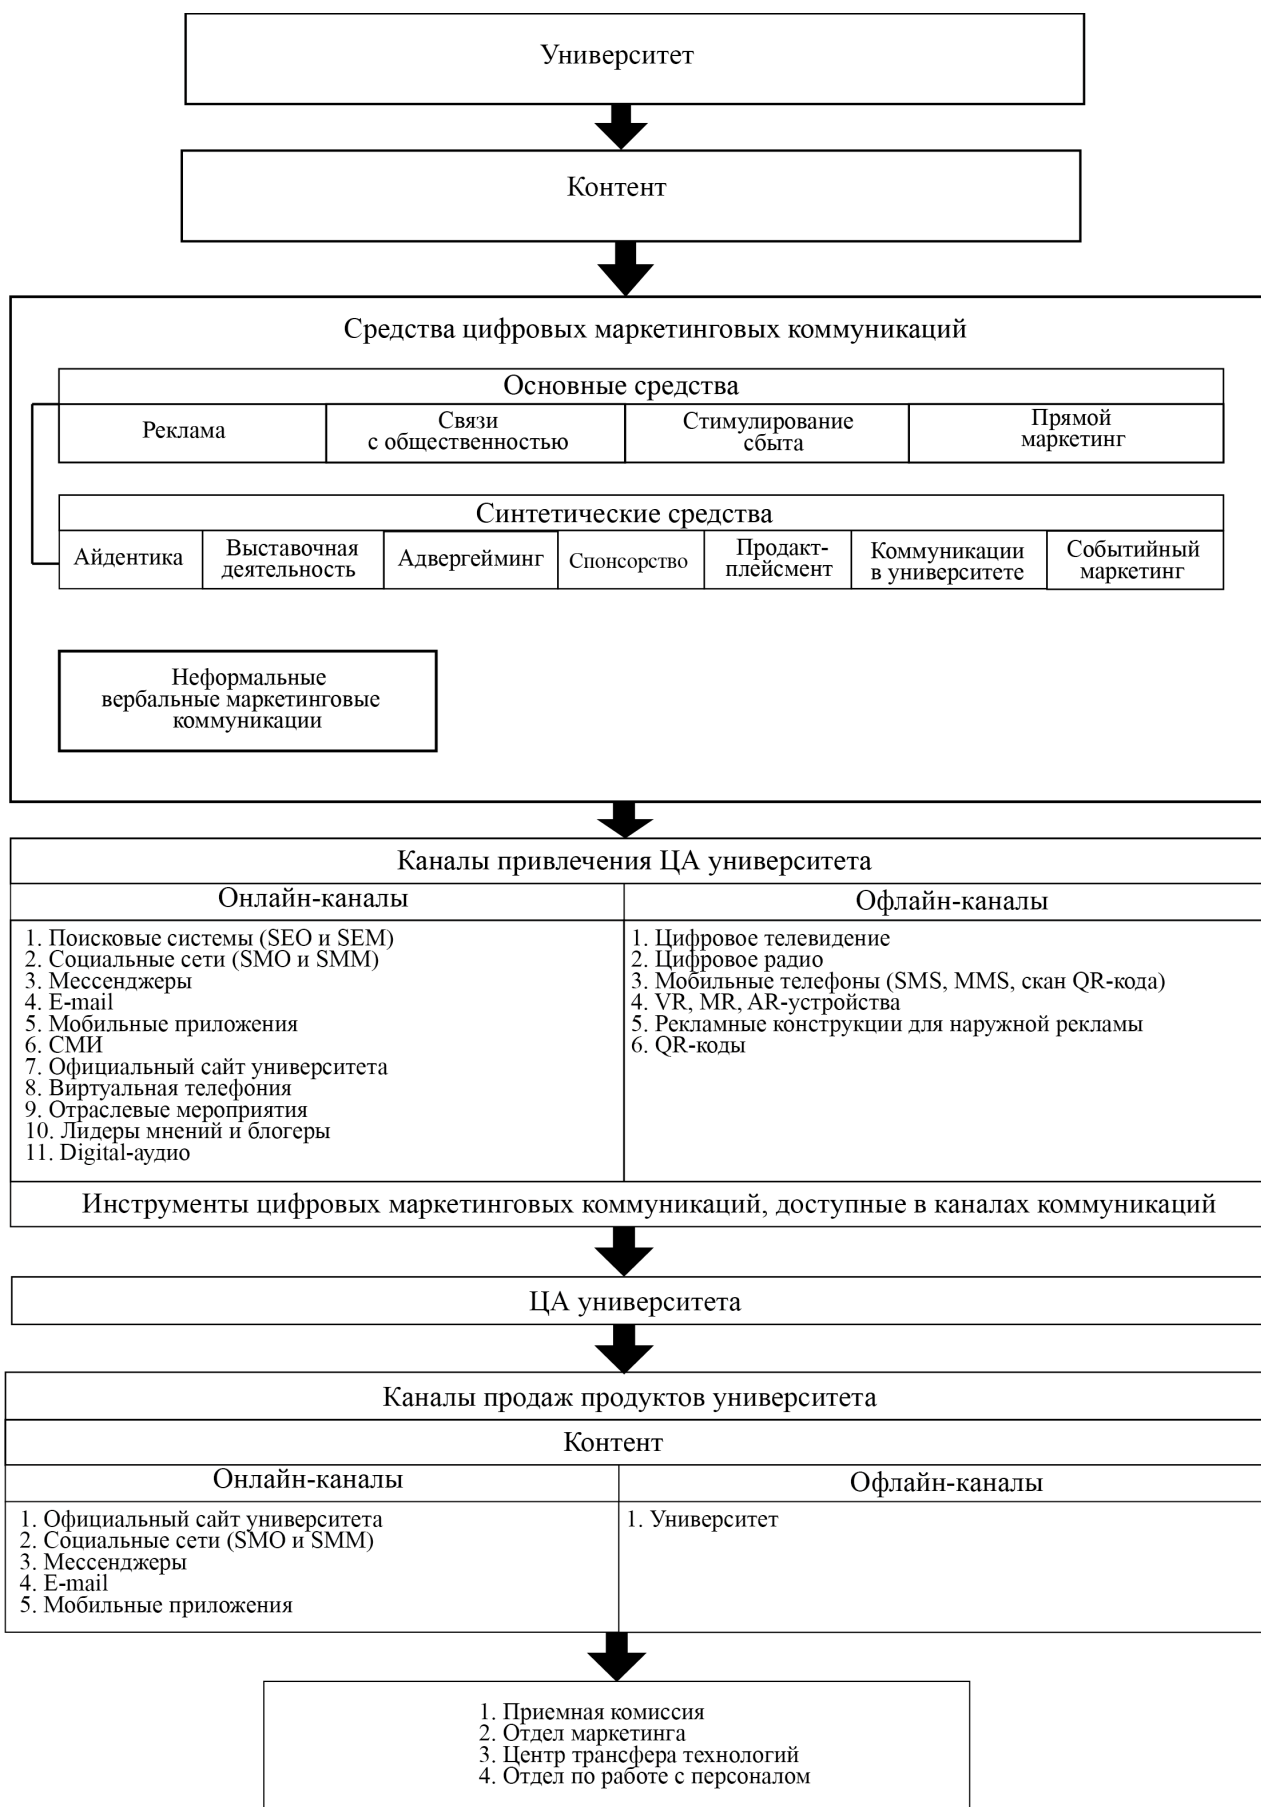 Университет
Контент
Средства цифровых маркетинговых коммуникаций
Основные средства
Реклама
Связи
с общественностью
Стимулирование
сбыта
Прямой
маркетинг
Синтетические средства
Айдентика
Выставочная
деятельность
Адвергейминг
Спонсорство
Продакт-
плейсмент
Коммуникации
в университете
Событийный
маркетинг
Неформальные
вербальные маркетинговые
коммуникации
Каналы привлечения ЦА университета
Онлайн-каналы
1. Поисковые системы (SEO и SEM)
2. Социальные сети (SMO и SMM)
3. Мессенджеры
4. E-mail
5. Мобильные приложения
6. СМИ
7. Официальный сайт университета
8. Виртуальная телефония
9. Отраслевые мероприятия
10. Лидеры мнений и блогеры
11. Digital-аудио
Офлайн-каналы
1. Цифровое телевидение
2. Цифровое радио
3. Мобильные телефоны (SMS, MMS, скан QR-кода)
4. VR, MR, AR-устройства
5. Рекламные конструкции для наружной рекламы
6. QR-коды
Инструменты цифровых маркетинговых коммуникаций, доступные в каналах коммуникаций
ЦА университета
Каналы продаж продуктов университета
Контент
Онлайн-каналы
1. Официальный сайт университета
2. Социальные сети (SMO и SMM)
3. Мессенджеры
4. E-mail
5. Мобильные приложения
Офлайн-каналы
1. Университет
1. Приемная комиссия
2. Отдел маркетинга
3. Центр трансфера технологий
4. Отдел по работе с персоналом